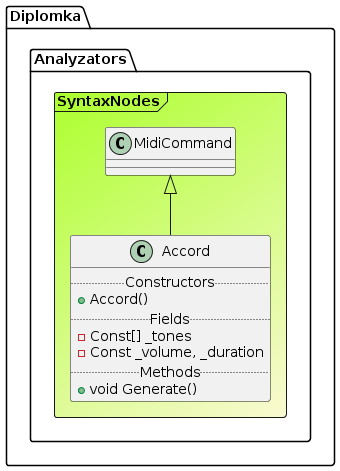 Diplomka
Analyzators
SyntaxNodes
C MidiCommand
C Accord
Constructors
Accord()
Fields
Const[] _tones
Const _volume, _duration
Methods
void Generate()